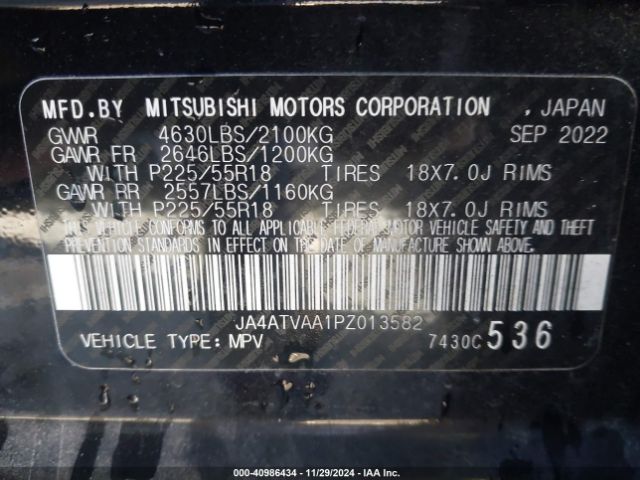 MFD.BY MITSUBISHI MOTORS CORPORATION , JAPAN
GVWR 4630LBS/2100KG SEP 2022
GAWR FR 2646LBS/1200KG
WITH P225/55R18 TIRES 18X7.0J RIMS
GAWR RR 2557LBS/1160KG
WITH P225/55R18 TIRES 18X7.0J RIMS
THIS VEHICLE CONFORMS TO ALL APPLICABLE FEDERAL MOTOR VEHICLE SAFETY AND THEFT
PREVENTION STANDARDS IN EFFECT ON THE DATE OF MANUFACTURE SHOWN ABOVE.
JA4ATVAA1PZ013582
VEHICLE TYPE: MPV 7430C 536
000-40986434 - 11/29/2024 - IAA Inc.